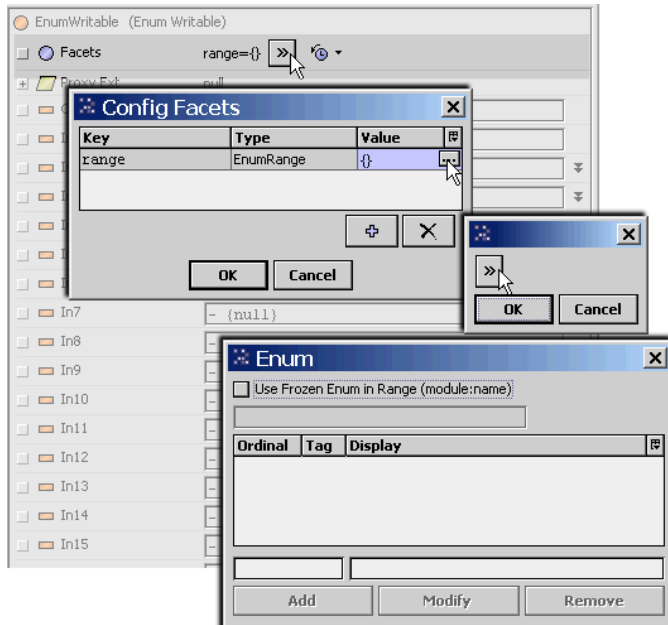 EnumWritable (Enum Writable)
Facets range={} »
Proxy Ext null
Config Facets
Key Type Value
range EnumRange {} ...
OK Cancel
»
OK Cancel
In7 - {null}
In8 -
In9 -
In10 -
In11 -
In12 -
In13 -
In14 -
In15 -
Enum
Use Frozen Enum in Range (module:name)
Ordinal Tag Display
Add Modify Remove